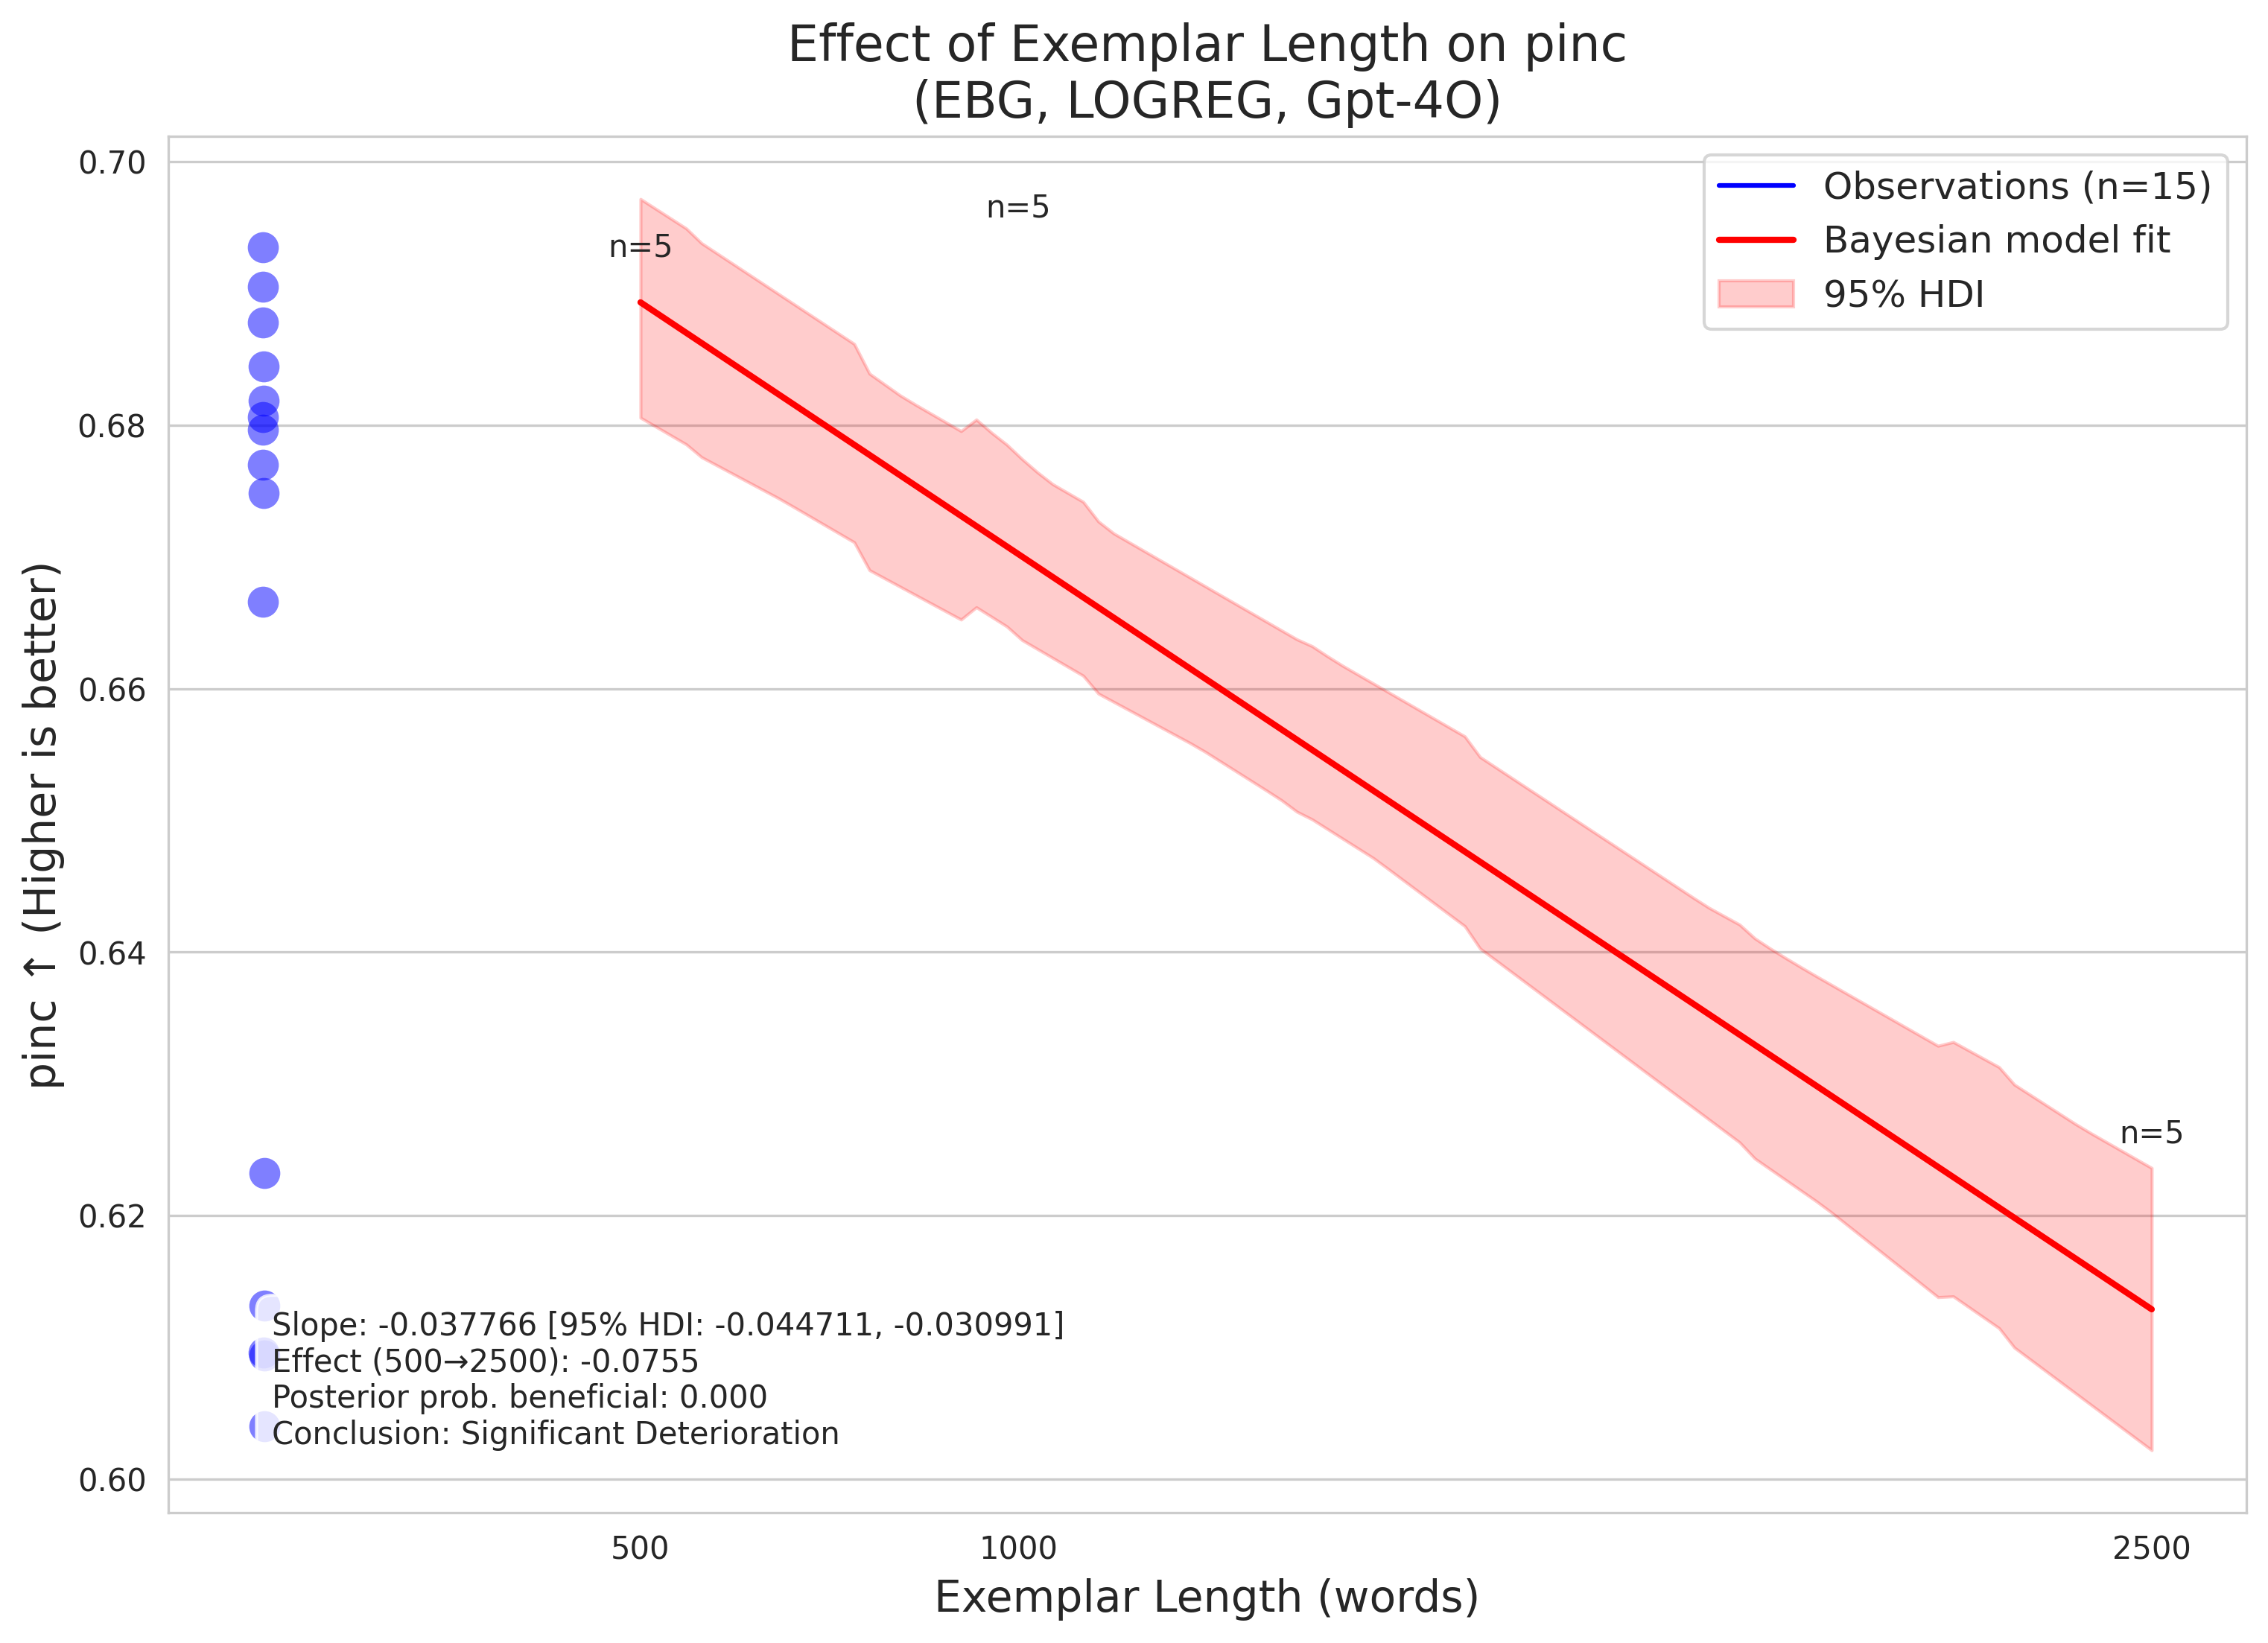 Effect of Exemplar Length on pinc
(EBG, LOGREG, Gpt-4O)
Observations (n=15)
Bayesian model fit
95% HDI
n=5
n=5
n=5
pinc ↑ (Higher is better)
0.70
0.68
0.66
0.64
0.62
0.60
Slope: -0.037766 [95% HDI: -0.044711, -0.030991]
Effect (500→2500): -0.0755
Posterior prob. beneficial: 0.000
Conclusion: Significant Deterioration
500
1000
2500
Exemplar Length (words)